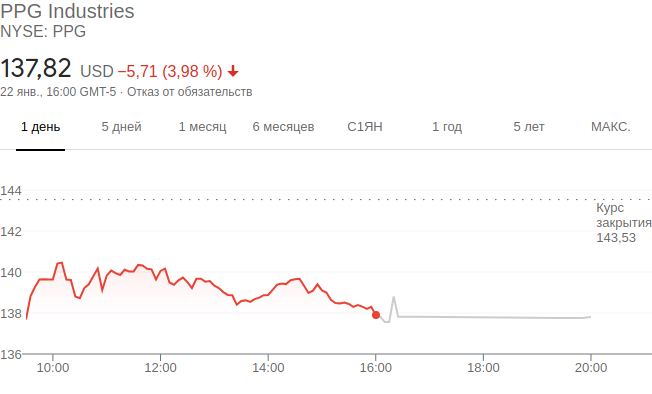 PPG Industries
NYSE: PPG
137,82 USD −5,71 (3,98 %)
22 янв., 16:00 GMT-5 · Отказ от обязательств
1 день 5 дней 1 месяц 6 месяцев С1ЯН 1 год 5 лет МАКС.
144
Курс
закрытия
143,53
142
140
138
136
10:00 12:00 14:00 16:00 18:00 20:00